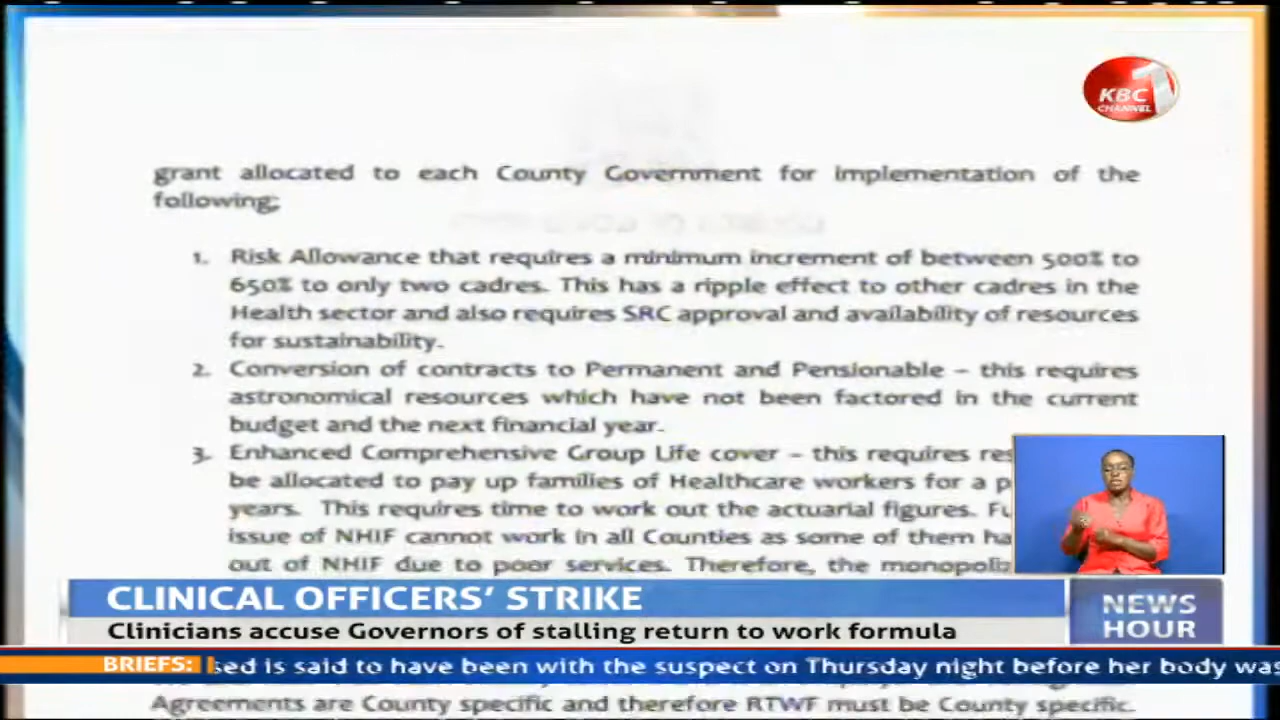 KBC 1
CHANNEL
grant allocated to each County Government for implementation of the
following;
1. Risk Allowance that requires a minimum increment of between 500% to
650% to only two cadres. This has a ripple effect to other cadres in the
Health sector and also requires SRC approval and availability of resources
for sustainability.
2. Conversion of contracts to Permanent and Pensionable – this requires
astronomical resources which have not been factored in the current
budget and the next financial year.
3. Enhanced Comprehensive Group Life cover – this requires
be allocated to pay up families of Healthcare workers for a
years. This requires time to work out the actuarial figures.
issue of NHIF cannot work in all Counties as some of them
out of NHIF due to poor services. Therefore, the
CLINICAL OFFICERS' STRIKE
Clinicians accuse Governors of stalling return to work formula
NEWS
HOUR
BRIEFS: sed is said to have been with the suspect on Thursday night before her body was
Agreements are County specific and therefore RTWF must be County specific.